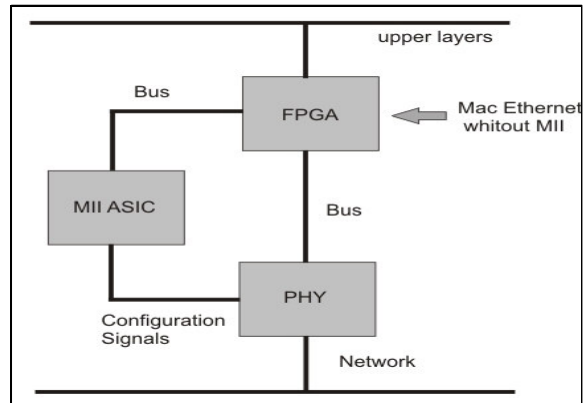 upper layers
Bus
FPGA
Mac Ethernet
whitout MII
MII ASIC
Bus
PHY
Configuration
Signals
Network